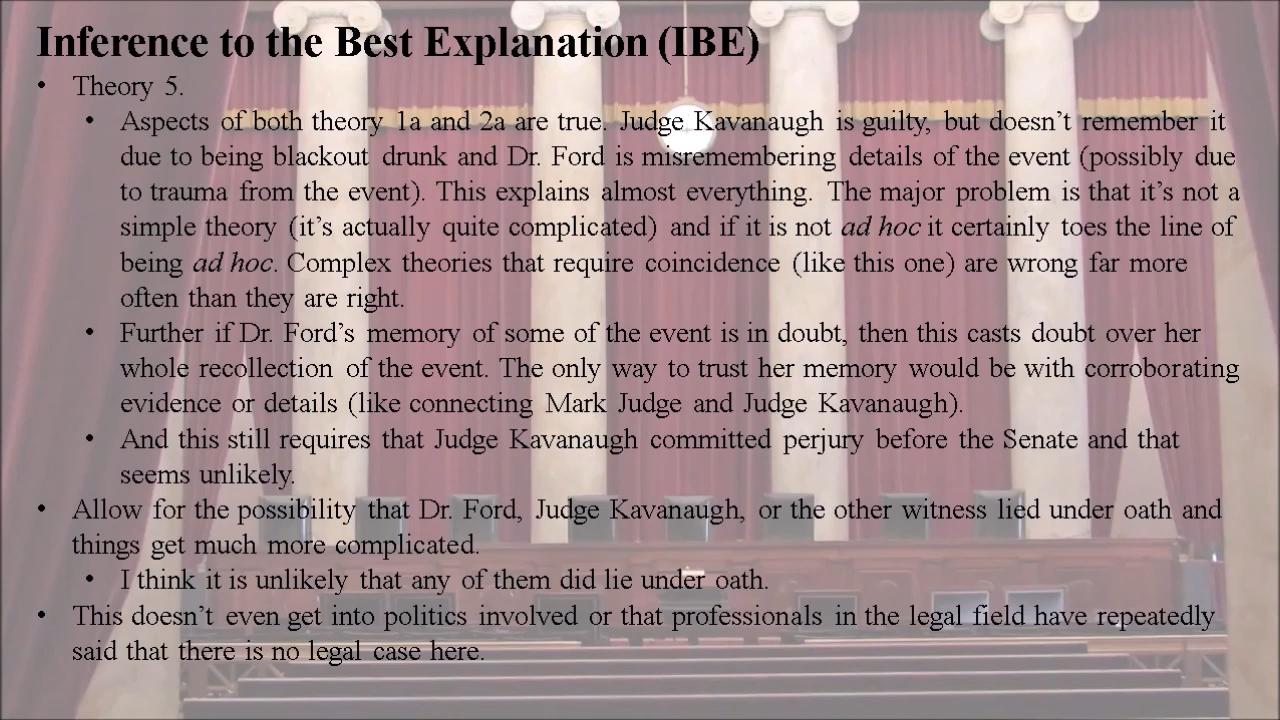 Inference to the Best Explanation (IBE)
• Theory 5.
• Aspects of both theory 1a and 2a are true. Judge Kavanaugh is guilty, but doesn’t remember it
due to being blackout drunk and Dr. Ford is misremembering details of the event (possibly due
to trauma from the event). This explains almost everything. The major problem is that it’s not a
simple theory (it’s actually quite complicated) and if it is not ad hoc it certainly toes the line of
being ad hoc. Complex theories that require coincidence (like this one) are wrong far more
often than they are right.
• Further if Dr. Ford’s memory of some of the event is in doubt, then this casts doubt over her
whole recollection of the event. The only way to trust her memory would be with corroborating
evidence or details (like connecting Mark Judge and Judge Kavanaugh).
• And this still requires that Judge Kavanaugh committed perjury before the Senate and that
seems unlikely.
• Allow for the possibility that Dr. Ford, Judge Kavanaugh, or the other witness lied under oath and
things get much more complicated.
• I think it is unlikely that any of them did lie under oath.
• This doesn’t even get into politics involved or that professionals in the legal field have repeatedly
said that there is no legal case here.